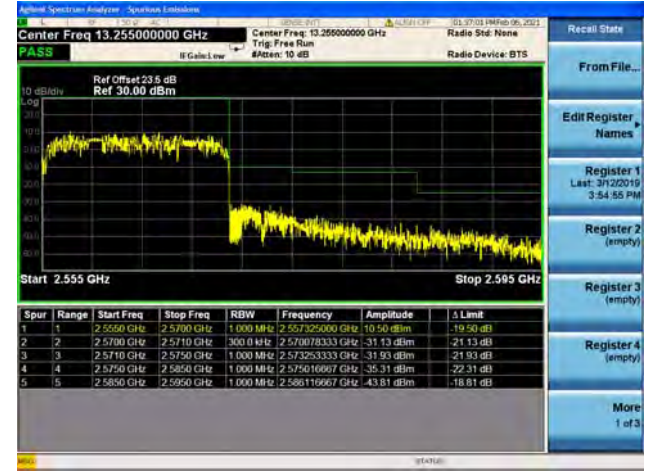 Agilent Spectrum Analyzer - Spurious Emissions
Center Freq 13.255000000 GHz
PASS
IFGain:Low
Center Freq: 13.255000000 GHz
Trig: Free Run
#Atten: 10 dB
01:37:01 PM Feb 06, 2021
Radio Std: None
Radio Device: BTS
Ref Offset 23.5 dB
10 dB/div Ref 30.00 dBm
Log
Start 2.555 GHz
Stop 2.595 GHz
Spur Range Start Freq Stop Freq RBW Frequency Amplitude Δ Limit
1 1 2.5550 GHz 2.5700 GHz 1.000 MHz 2.557325000 GHz 10.50 dBm -19.50 dB
2 2 2.5700 GHz 2.5710 GHz 300.0 kHz 2.570078333 GHz -31.13 dBm -21.13 dB
3 3 2.5710 GHz 2.5750 GHz 1.000 MHz 2.573253333 GHz -31.93 dBm -21.93 dB
4 4 2.5750 GHz 2.5850 GHz 1.000 MHz 2.575016667 GHz -35.31 dBm -22.31 dB
5 5 2.5850 GHz 2.5950 GHz 1.000 MHz 2.586116667 GHz -43.81 dBm -18.81 dB
MSG
STATUS
Recall State
From File...
Edit Register
Names
Register 1
Last: 3/12/2019
3:54:55 PM
Register 2
(empty)
Register 3
(empty)
Register 4
(empty)
More
1 of 3